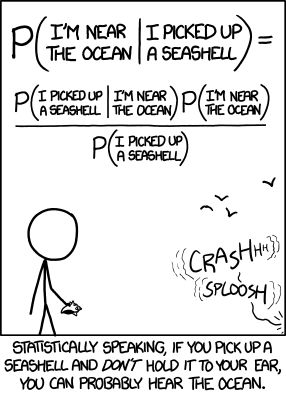 P(I'M NEAR THE OCEAN | I PICKED UP A SEASHELL) =
P(I PICKED UP A SEASHELL | I'M NEAR THE OCEAN) P(I'M NEAR THE OCEAN)
P(I PICKED UP A SEASHELL)
CRASHHHH
SPLOOSH
STATISTICALLY SPEAKING, IF YOU PICK UP A
SEASHELL AND DON'T HOLD IT TO YOUR EAR,
YOU CAN PROBABLY HEAR THE OCEAN.